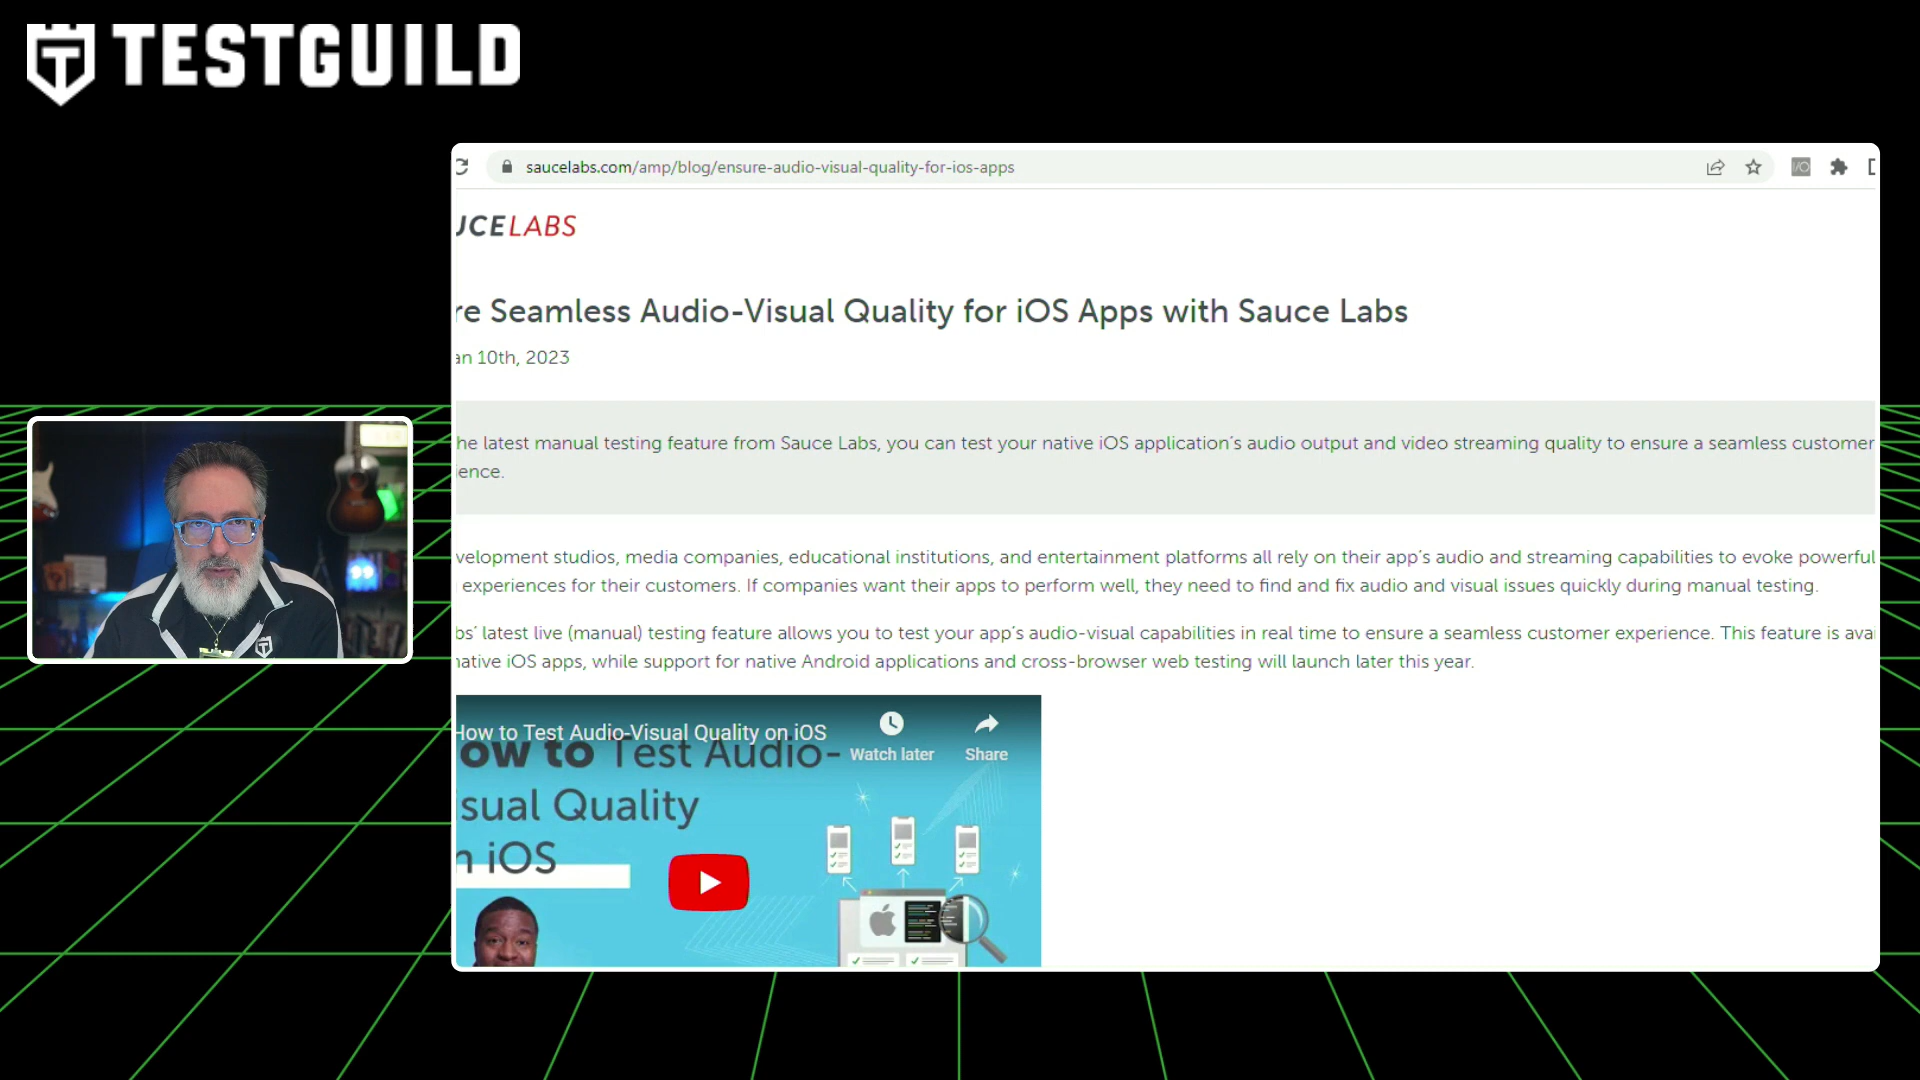 TESTGUILD
saucelabs.com/amp/blog/ensure-audio-visual-quality-for-ios-apps
UCELABS
re Seamless Audio-Visual Quality for iOS Apps with Sauce Labs
an 10th, 2023
he latest manual testing feature from Sauce Labs, you can test your native iOS application's audio output and video streaming quality to ensure a seamless customer
ience.
velopment studios, media companies, educational institutions, and entertainment platforms all rely on their app's audio and streaming capabilities to evoke powerful
experiences for their customers. If companies want their apps to perform well, they need to find and fix audio and visual issues quickly during manual testing.
bs' latest live (manual) testing feature allows you to test your app's audio-visual capabilities in real time to ensure a seamless customer experience. This feature is avai
native iOS apps, while support for native Android applications and cross-browser web testing will launch later this year.
How to Test Audio-Visual Quality on iOS
Watch later
Share
ow to Test Audio-
sual Quality
n iOS